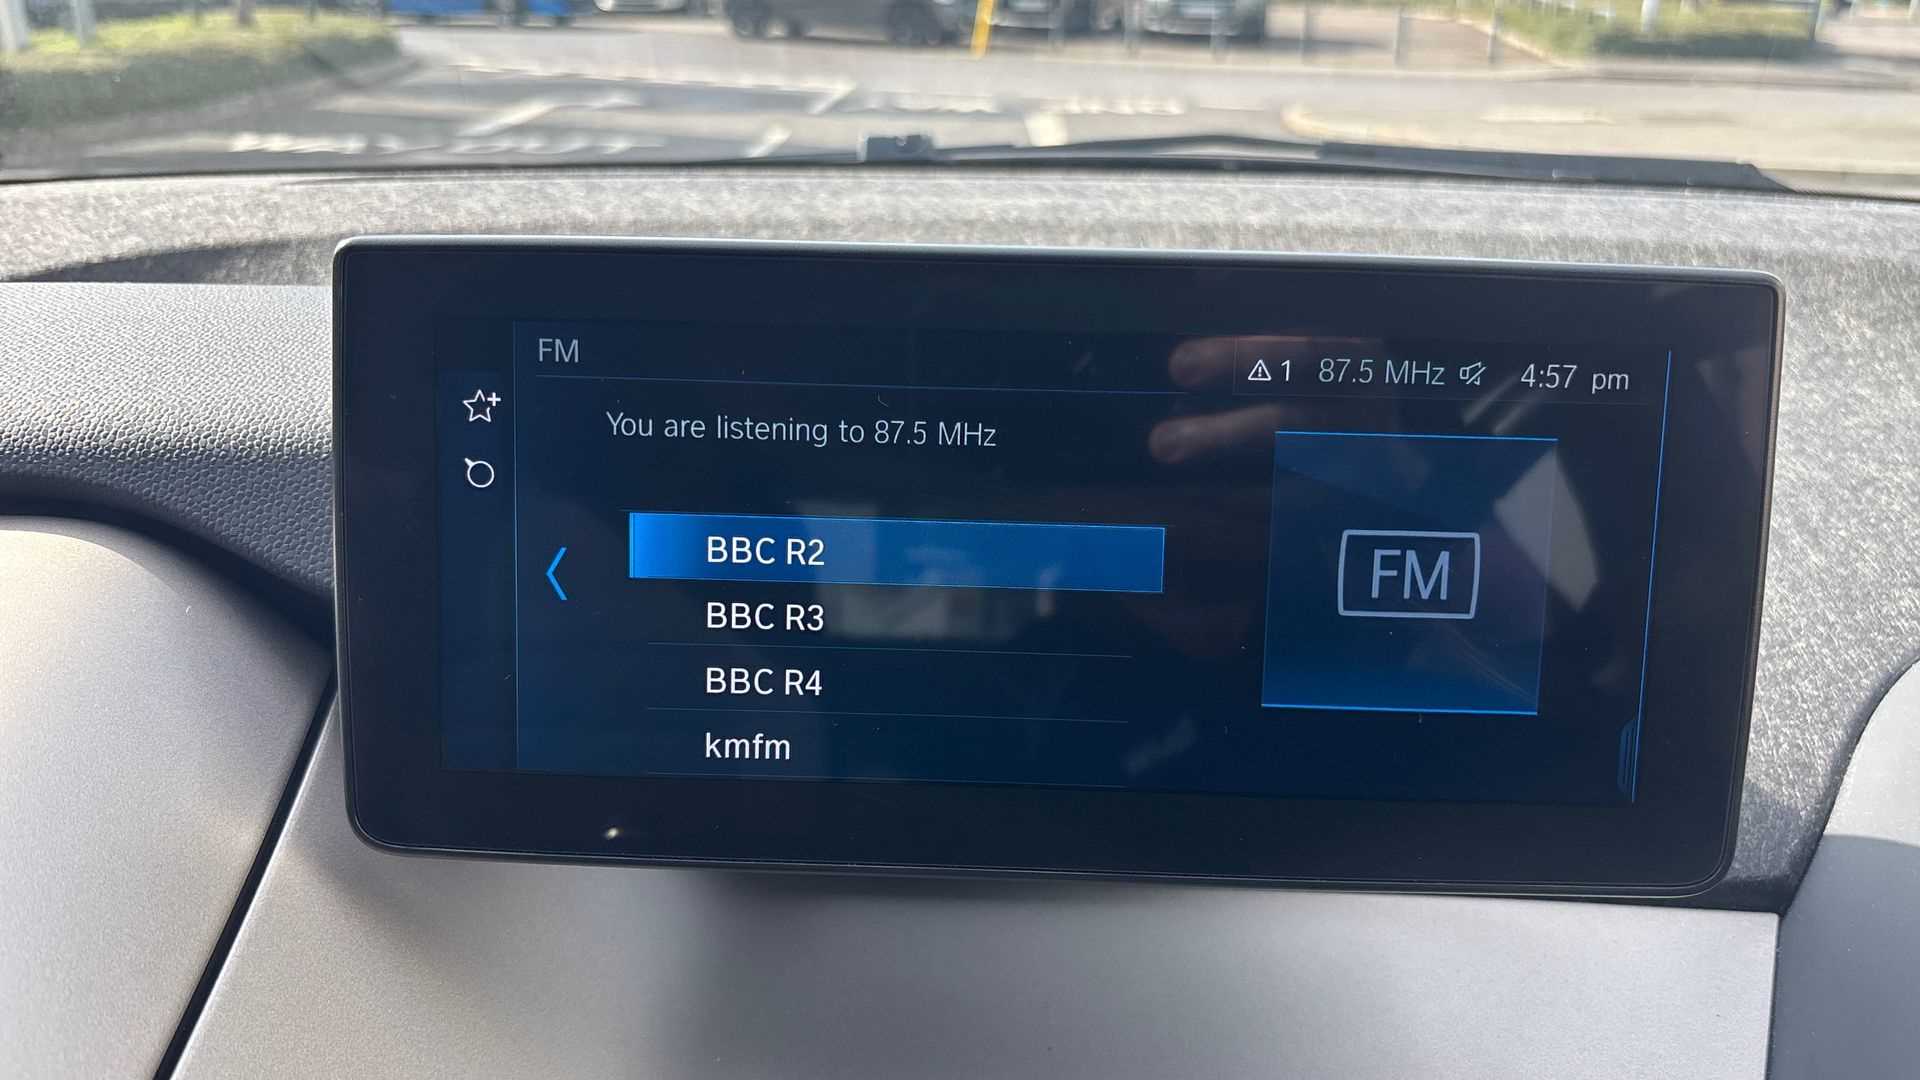 FM
1 87.5 MHz 4:57 pm
You are listening to 87.5 MHz
BBC R2
BBC R3
BBC R4
kmfm
FM